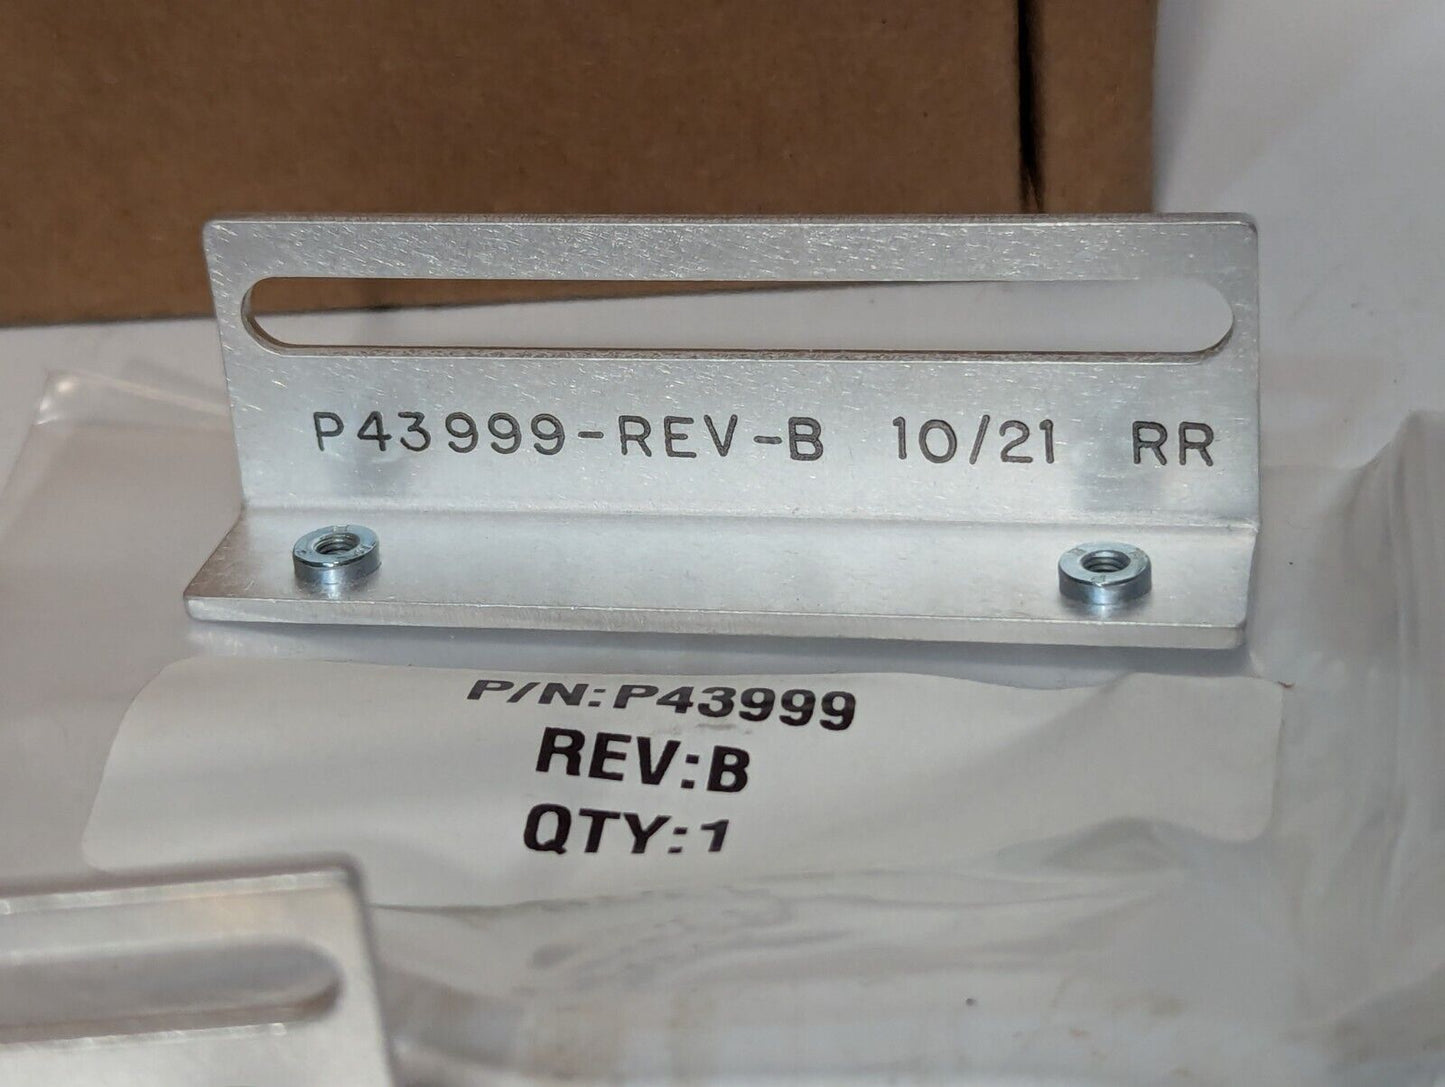 P43999-REV-B 10/21 RR
P/N:P43999
REV:B
QTY:1